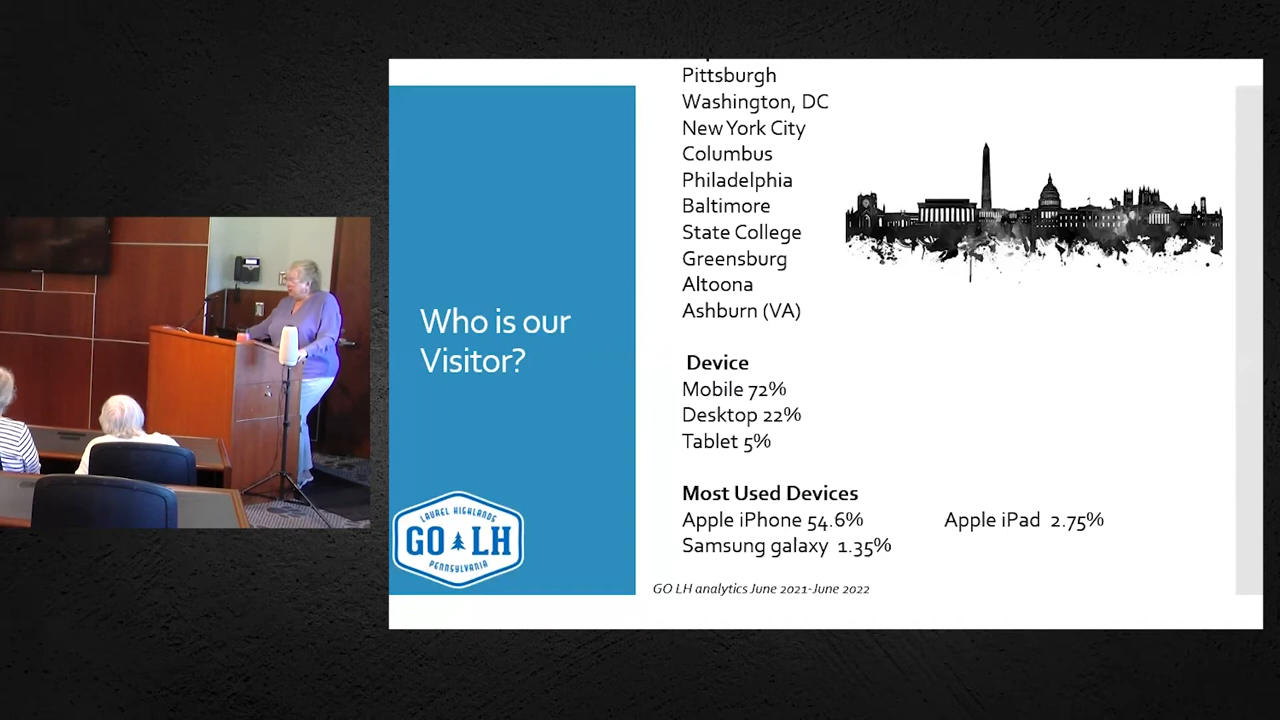 Pittsburgh
Washington, DC
New York City
Columbus
Philadelphia
Baltimore
State College
Greensburg
Altoona
Ashburn (VA)
Who is our
Visitor?
Device
Mobile 72%
Desktop 22%
Tablet 5%
Most Used Devices
Apple iPhone 54.6% Apple iPad 2.75%
Samsung galaxy 1.35%
LAUREL HIGHLANDS
GO LH
PENNSYLVANIA
GO LH analytics June 2021-June 2022